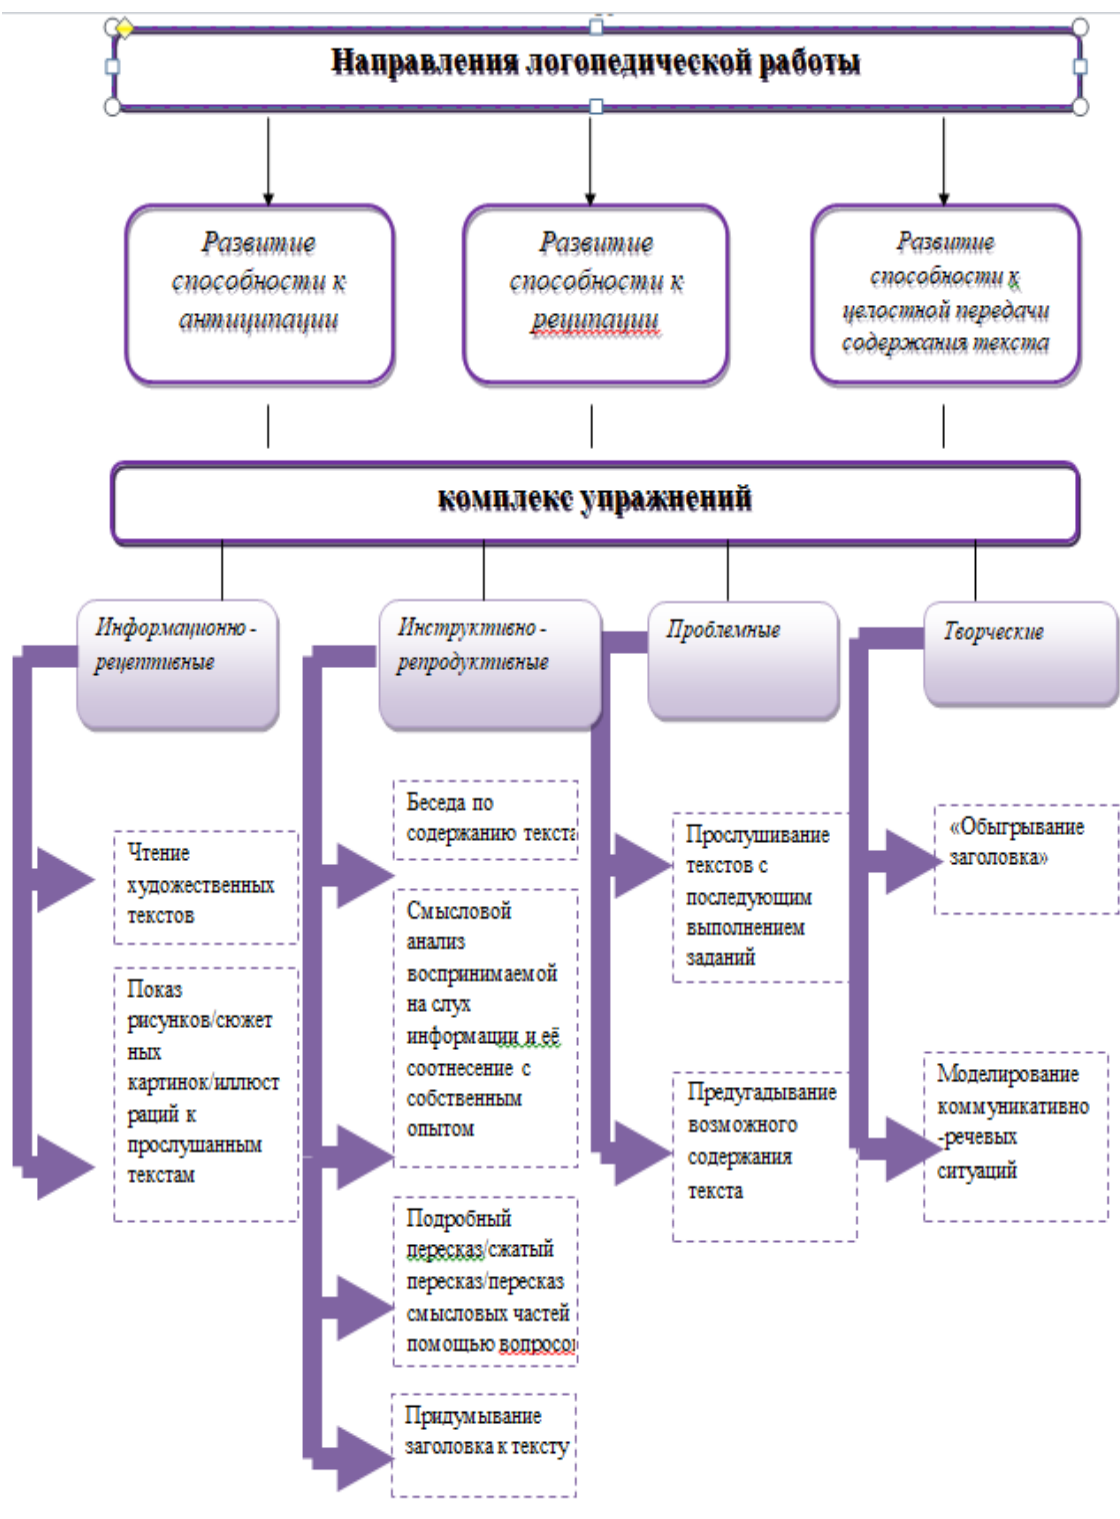 Направления логопедической работы
Развитие
способности к
антиципации
Развитие
способности к
реципации
Развитие
способности к
целостной передачи
содержания текста
комплекс упражнений
Информационно -
рецептивные
Инструктивно -
репродуктивные
Проблемные
Творческие
Чтение
художественных
текстов
Показ
рисунков/сюжет
ных
картинок/иллюст
раций к
прослушанным
текстам
Беседа по
содержанию текста
Смысловой
анализ
воспринимаемой
на слух
информации и её
соотнесение с
собственным
опытом
Подробный
пересказ/сжатый
пересказ/пересказ
смысловых частей
помощью вопросо
Придумывание
заголовка к тексту
Прослушивание
текстов с
последующим
выполнением
заданий
Предугадывание
возможного
содержания
текста
«Обыгрывание
заголовка»
Моделирование
коммуникативно
-речевых
ситуаций